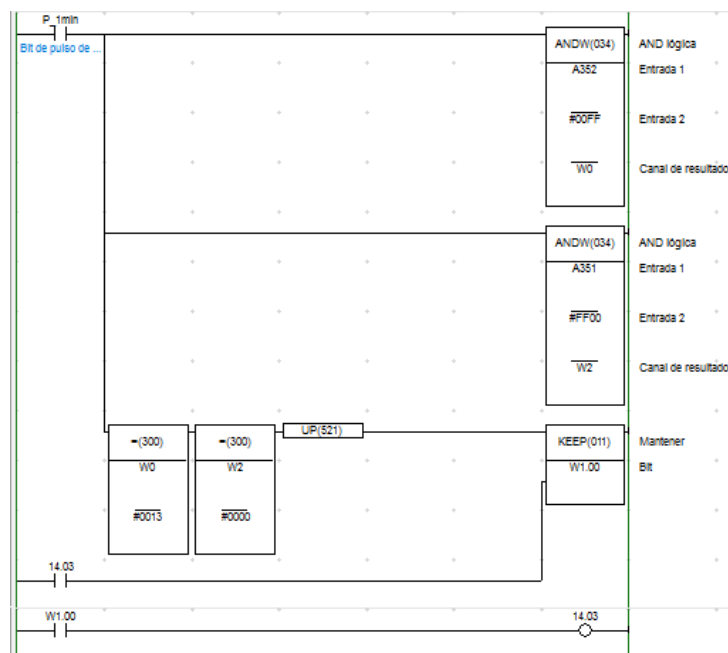 P_1min
Bit de pulso de ...
ANDW(034) AND lógica
A352 Entrada 1
#00FF Entrada 2
W0 Canal de resultado
ANDW(034) AND lógica
A351 Entrada 1
#FF00 Entrada 2
W2 Canal de resultado
=(300) =(300) UP(521) KEEP(011) Mantener
W0 W2 W1.00 Bit
#0013 #0000
14.03
W1.00 14.03